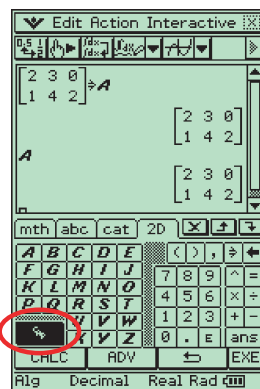 Edit Action Interactive
[2 3 0
1 4 2]⇒A
[2 3 0
1 4 2]
A
[2 3 0
1 4 2]
mth abc cat 2D
A B C D E ( ) , ⇒
F G H I J 7 8 9 ^ =
K L M N O 4 5 6 × ÷
P Q R S T 1 2 3 + −
U V W 0 . E ans
Y Z
CALC ADV EXE
Alg Decimal Real Rad